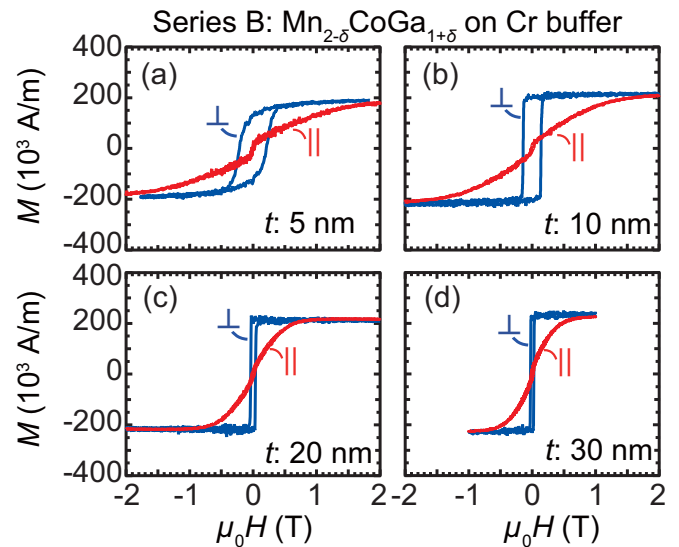 Series B: Mn2-δCoGa1+δ on Cr buffer
400
200
0
-200
-400
M (10³ A/m)
(a)
⊥
||
t: 5 nm
(b)
⊥
||
t: 10 nm
400
200
0
-200
-400
M (10³ A/m)
(c)
⊥
||
t: 20 nm
(d)
⊥
||
t: 30 nm
-2 -1 0 1 2
-2 -1 0 1 2
μ0H (T)
μ0H (T)